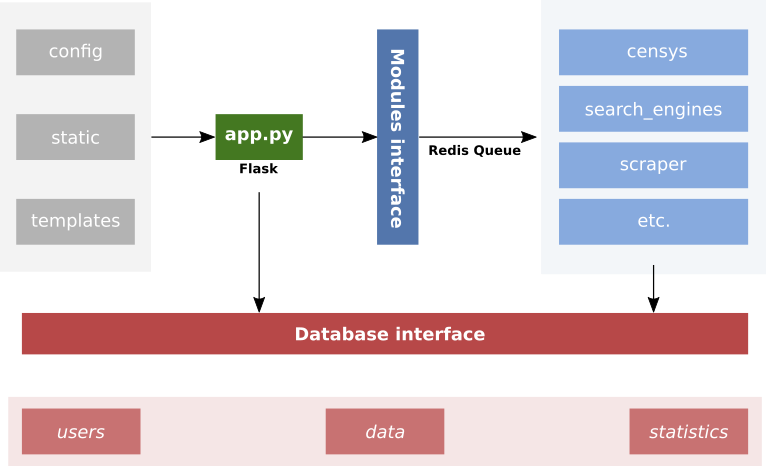 config
static
templates
app.py
Flask
Modules interface
Redis Queue
censys
search_engines
scraper
etc.
Database interface
users
data
statistics